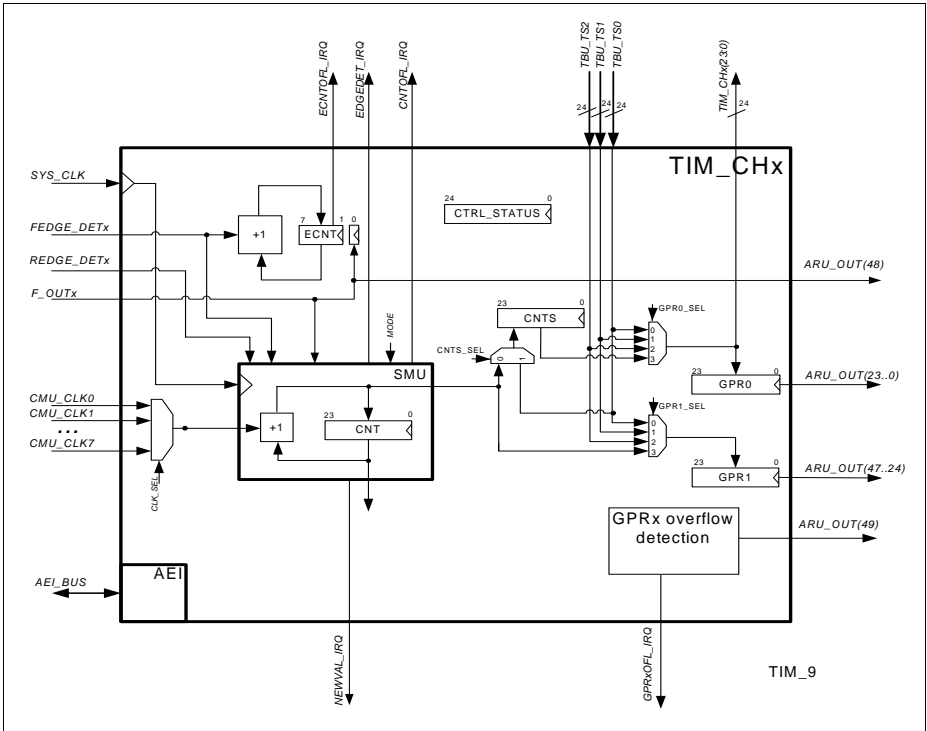 ECNTOFL_IRQ
EDGEDET_IRQ
CNTOFL_IRQ
TBU_TS2
TBU_TS1
TBU_TS0
TIM_CHx(23:0)
24
24
24
24
TIM_CHx
SYS_CLK
24 0
CTRL_STATUS
FEDGE_DETx
+1
7 1 0
ECNT
REDGE_DETx
ARU_OUT(48)
F_OUTx
23 0
CNTS
GPR0_SEL
MODE
CNTS_SEL
0 1
0
1
2
3
SMU
23 0
GPR0
ARU_OUT(23..0)
CMU_CLK0
CMU_CLK1
...
CMU_CLK7
+1
23 0
CNT
GPR1_SEL
0
1
2
3
23 0
GPR1
ARU_OUT(47..24)
CLK_SEL
GPRx overflow
detection
ARU_OUT(49)
AEI
AEI_BUS
NEWVAL_IRQ
GPRxOFL_IRQ
TIM_9